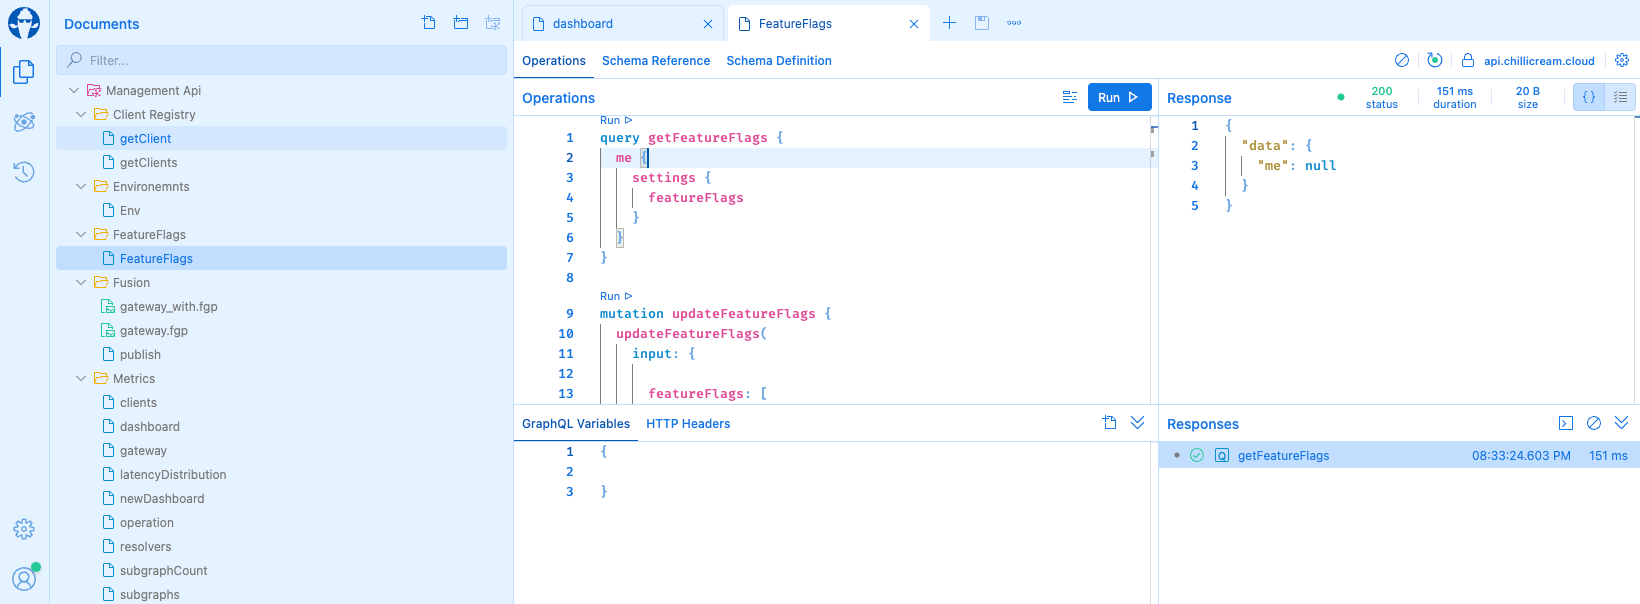 Documents
Filter...
Management Api
Client Registry
getClient
getClients
Environemnts
Env
FeatureFlags
FeatureFlags
Fusion
gateway_with.fgp
gateway.fgp
publish
Metrics
clients
dashboard
gateway
latencyDistribution
newDashboard
operation
resolvers
subgraphCount
subgraphs
dashboard
FeatureFlags
Operations Schema Reference Schema Definition
api.chillicream.cloud
Operations
Run
Run
1 query getFeatureFlags {
2 me {
3 settings {
4 featureFlags
5 }
6 }
7 }
8
Run
9 mutation updateFeatureFlags {
10 updateFeatureFlags(
11 input: {
12
13 featureFlags: [
GraphQL Variables HTTP Headers
1 {
2
3 }
Response
200 status
151 ms duration
20 B size
{ }
1 {
2 "data": {
3 "me": null
4 }
5 }
Responses
Q getFeatureFlags 08:33:24.603 PM 151 ms